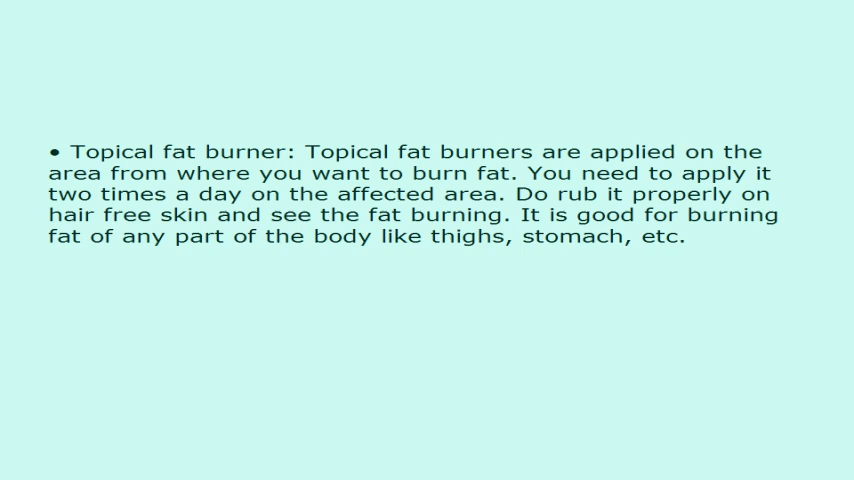 • Topical fat burner: Topical fat burners are applied on the
area from where you want to burn fat. You need to apply it
two times a day on the affected area. Do rub it properly on
hair free skin and see the fat burning. It is good for burning
fat of any part of the body like thighs, stomach, etc.